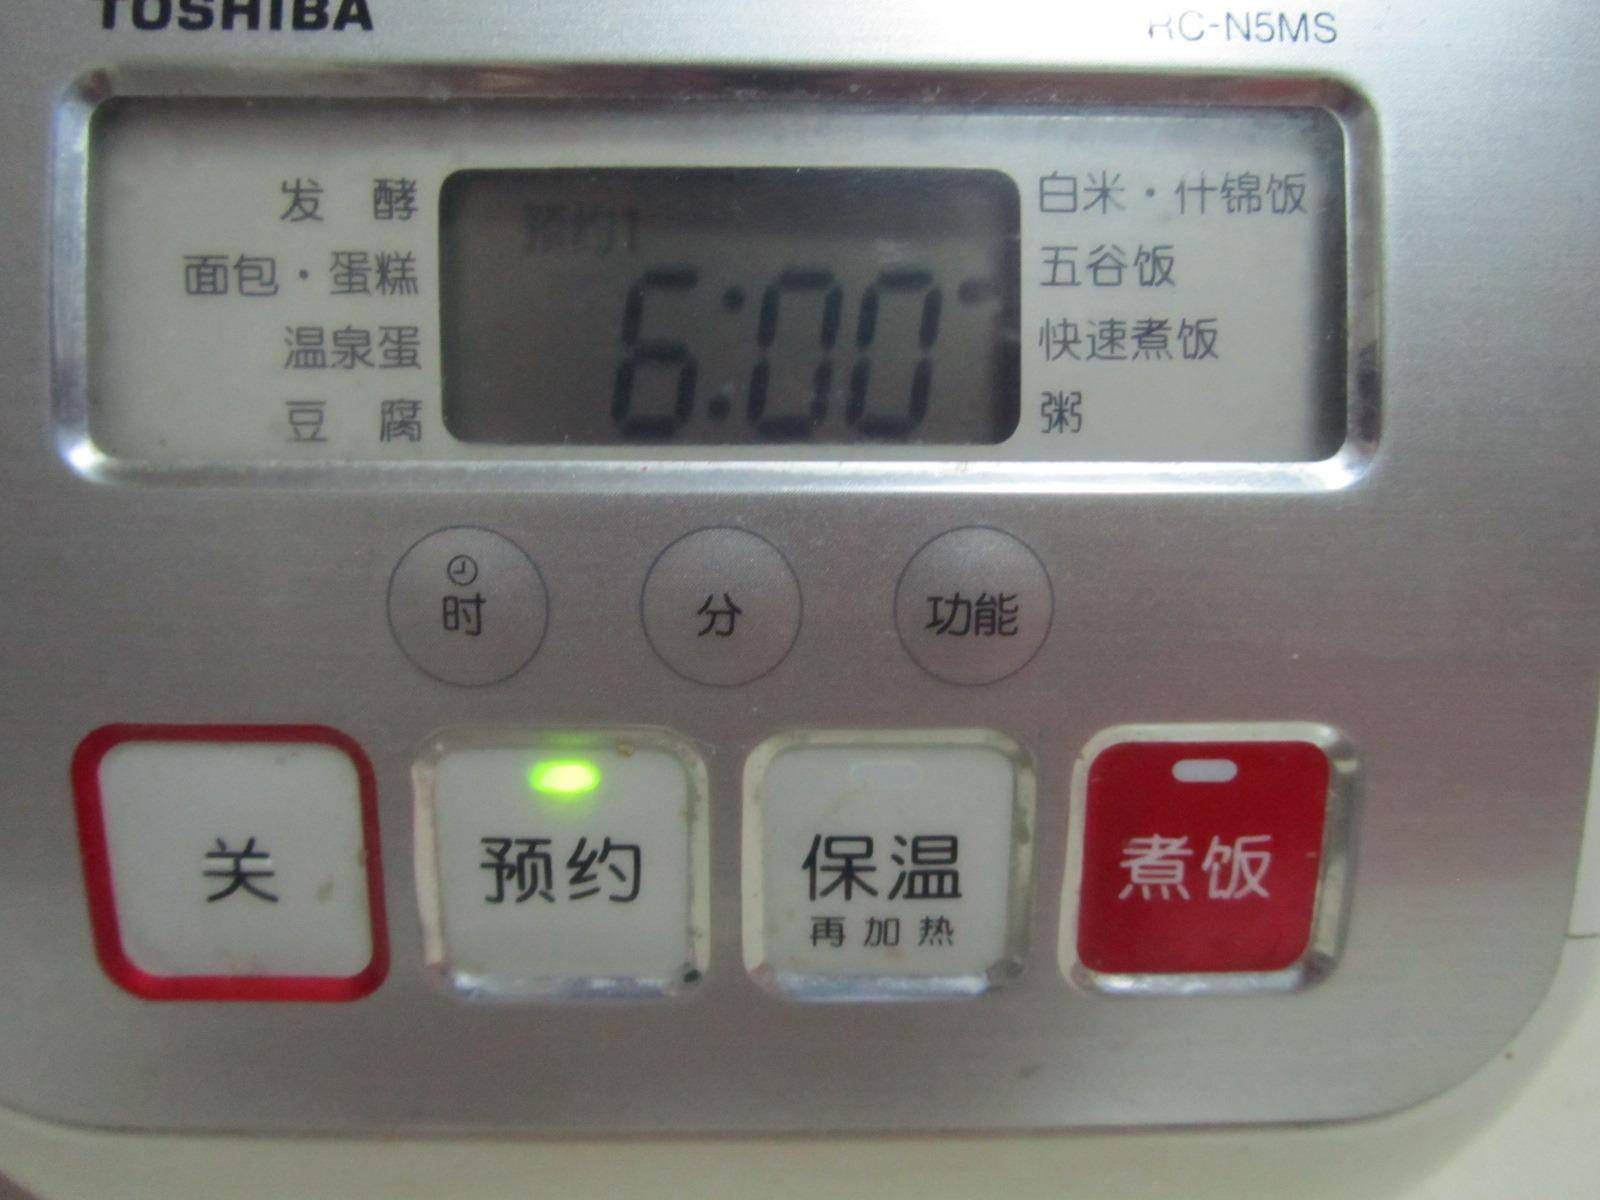 TOSHIBA
RC-N5MS
发 酵
面包·蛋糕
温泉蛋
豆 腐
预约1
6:00
白米·什锦饭
五谷饭
快速煮饭
粥
时
分
功能
关
预约
保温
再加热
煮饭